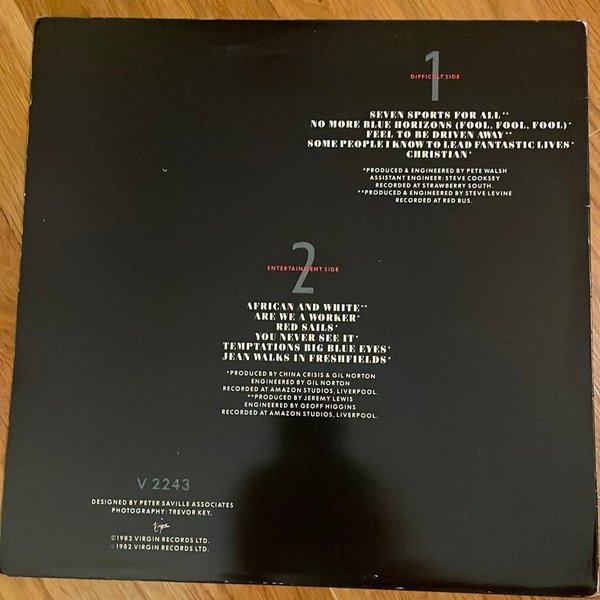 1
DIFFICULT SIDE
SEVEN SPORTS FOR ALL**
NO MORE BLUE HORIZONS (FOOL, FOOL, FOOL)*
FEEL TO BE DRIVEN AWAY**
SOME PEOPLE I KNOW TO LEAD FANTASTIC LIVES*
CHRISTIAN*
*PRODUCED & ENGINEERED BY PETE WALSH
ASSISTANT ENGINEER: STEVE COOKSEY
RECORDED AT STRAWBERRY SOUTH.
**PRODUCED & ENGINEERED BY STEVE LEVINE
RECORDED AT RED BUS.
2
ENTERTAINMENT SIDE
AFRICAN AND WHITE**
ARE WE A WORKER*
RED SAILS*
YOU NEVER SEE IT*
TEMPTATIONS BIG BLUE EYES*
JEAN WALKS IN FRESHFIELDS*
*PRODUCED BY CHINA CRISIS & GIL NORTON
ENGINEERED BY GIL NORTON
RECORDED AT AMAZON STUDIOS, LIVERPOOL.
**PRODUCED BY JEREMY LEWIS
ENGINEERED BY GEOFF HIGGINS
RECORDED AT AMAZON STUDIOS, LIVERPOOL.
V 2243
DESIGNED BY PETER SAVILLE ASSOCIATES
PHOTOGRAPHY: TREVOR KEY.
Virgin
℗1982 VIRGIN RECORDS LTD.
©1982 VIRGIN RECORDS LTD.